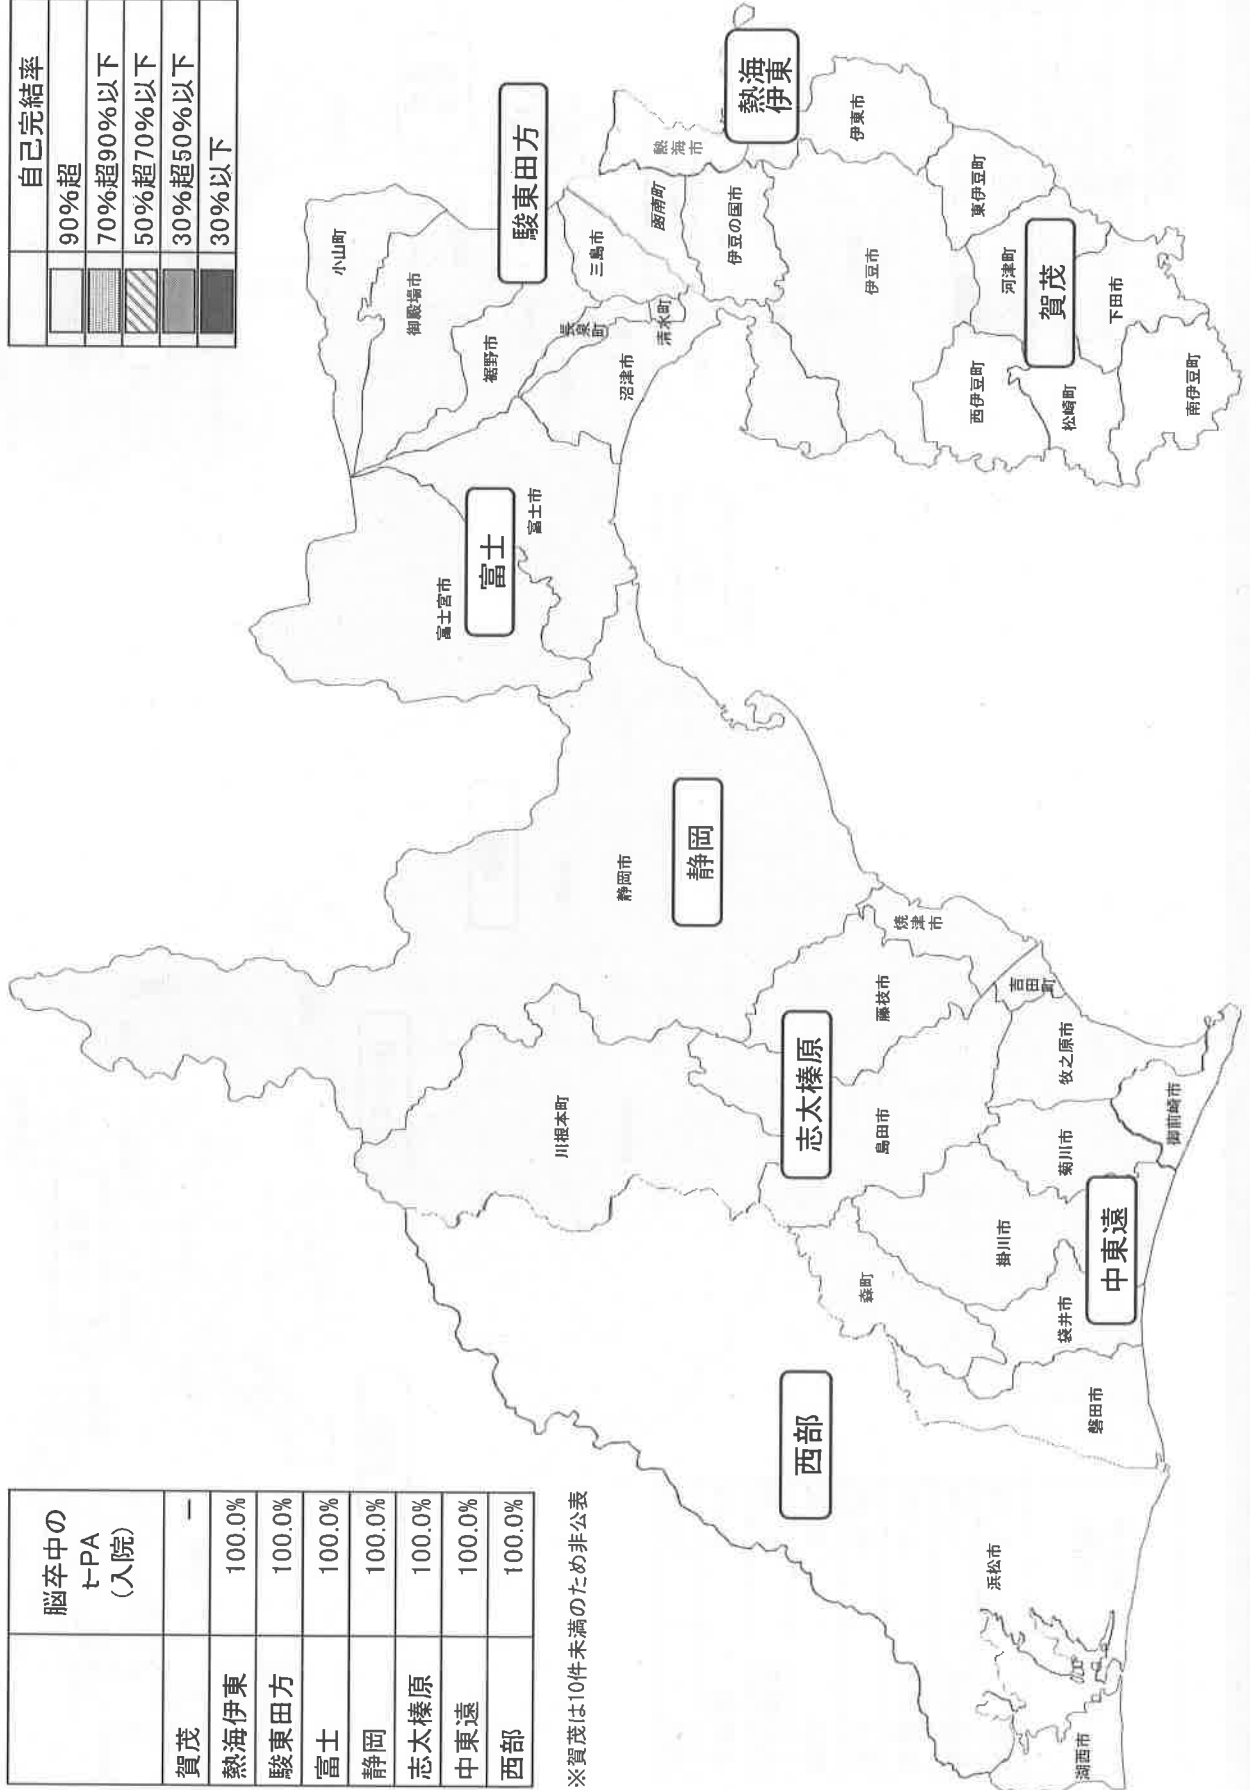 脳卒中の
t-PA
(入院)
賀茂 －
熱海伊東 100.0%
駿東田方 100.0%
富士 100.0%
静岡 100.0%
志太榛原 100.0%
中東遠 100.0%
西部 100.0%
※賀茂は10件未満のため非公表
自己完結率
90%超
70%超90%以下
50%超70%以下
30%超50%以下
30%以下
小山町
御殿場市
裾野市
駿東田方
三島市
長泉町
清水町
沼津市
函南町
熱海市
熱海
伊東
伊豆の国市
伊東市
伊豆市
東伊豆町
河津町
賀茂
西伊豆町
松崎町
下田市
南伊豆町
富士宮市
富士
富士市
静岡市
静岡
川根本町
志太榛原
藤枝市
焼津市
島田市
吉田町
牧之原市
御前崎市
菊川市
掛川市
中東遠
森町
袋井市
磐田市
西部
浜松市
湖西市